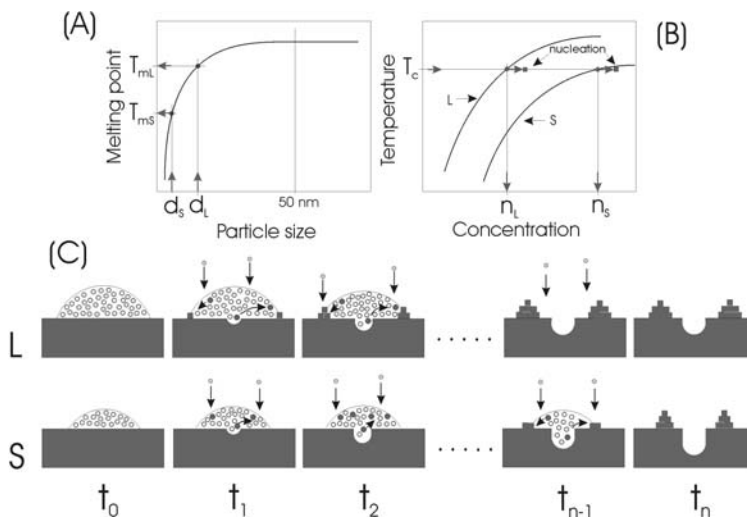 (A)
Melting point
T_mL
T_mS
d_S d_L 50 nm
Particle size
(B)
Temperature
T_c
nucleation
L
S
n_L n_S
Concentration
(C)
L
.....
S
.....
t_0 t_1 t_2 t_n-1 t_n